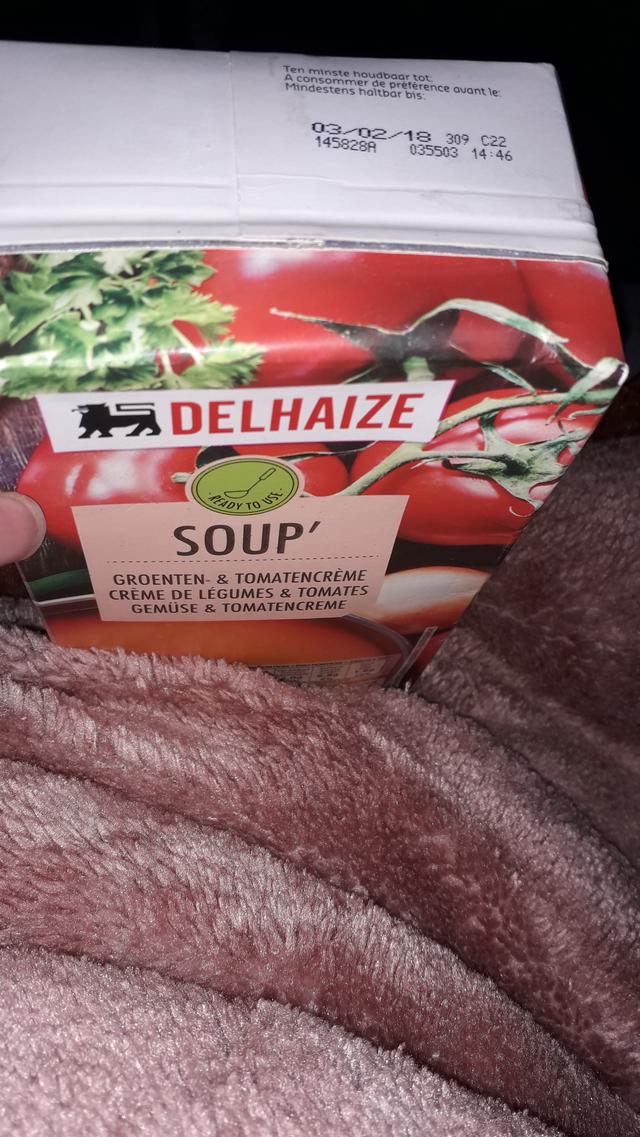 Ten minste houdbaar tot:
A consommer de préférence avant le:
Mindestens haltbar bis:
03/02/18 309 C22
145828A 035503 14:46
DELHAIZE
READY TO USE
SOUP'
GROENTEN- & TOMATENCRÈME
CRÈME DE LÉGUMES & TOMATES
GEMÜSE & TOMATENCREME